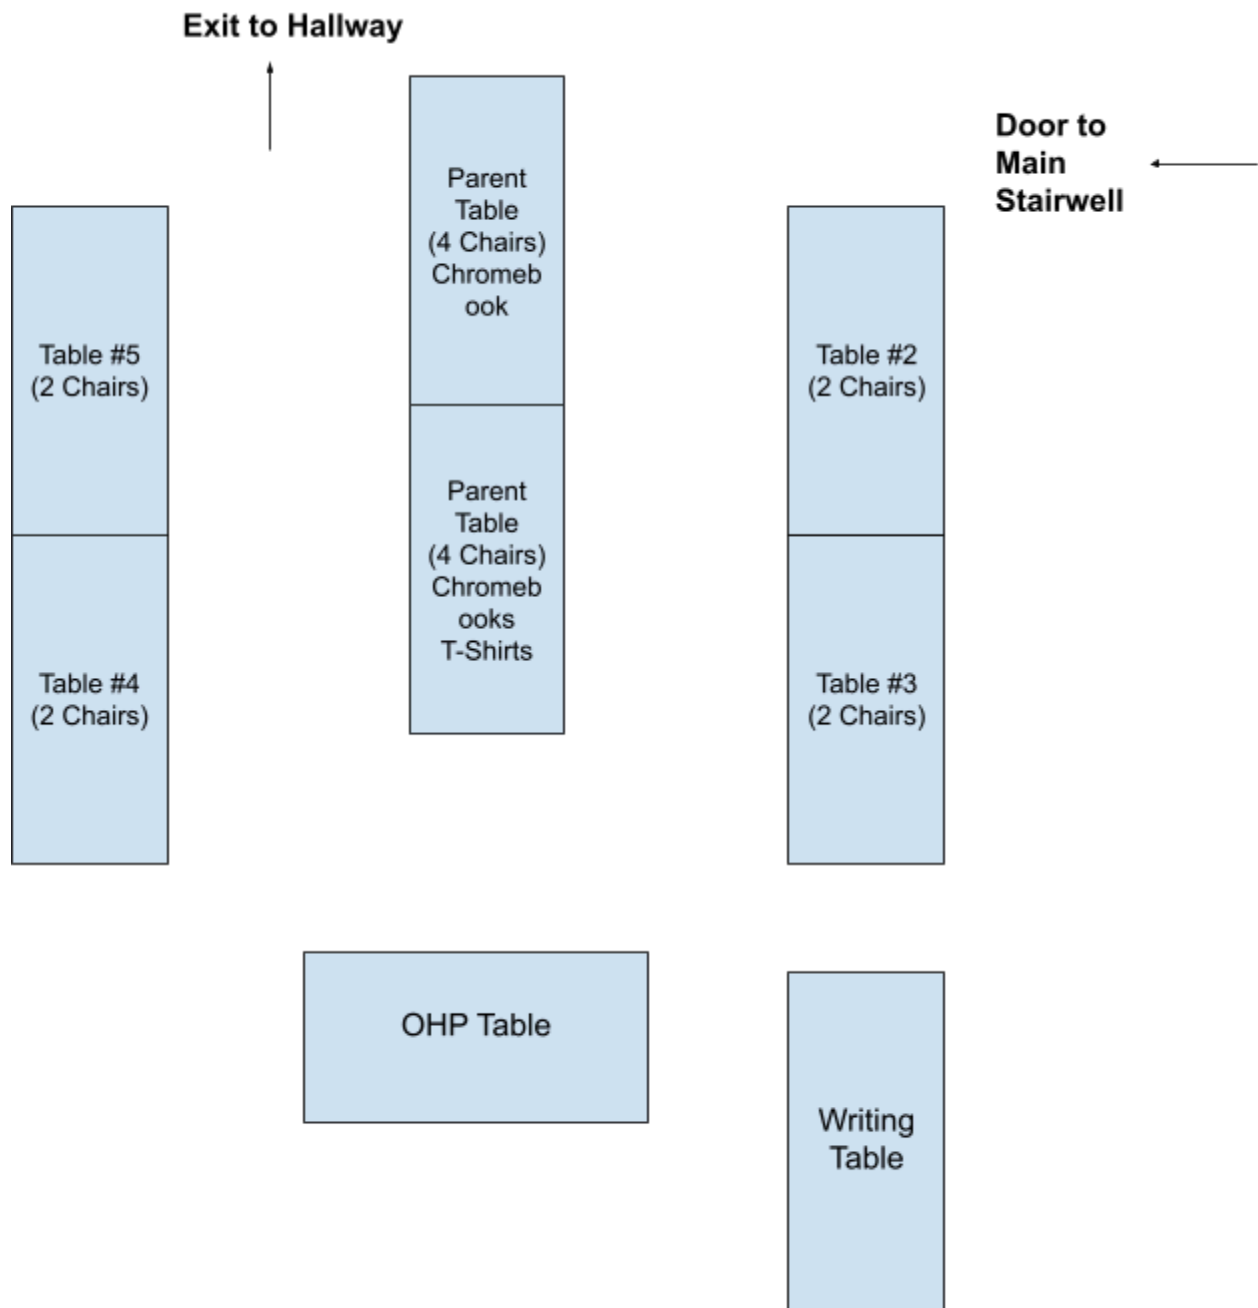 Exit to Hallway
Door to
Main
Stairwell
Parent
Table
(4 Chairs)
Chromeb
ook
Table #5
(2 Chairs)
Table #2
(2 Chairs)
Parent
Table
(4 Chairs)
Chromeb
ooks
T-Shirts
Table #4
(2 Chairs)
Table #3
(2 Chairs)
OHP Table
Writing
Table